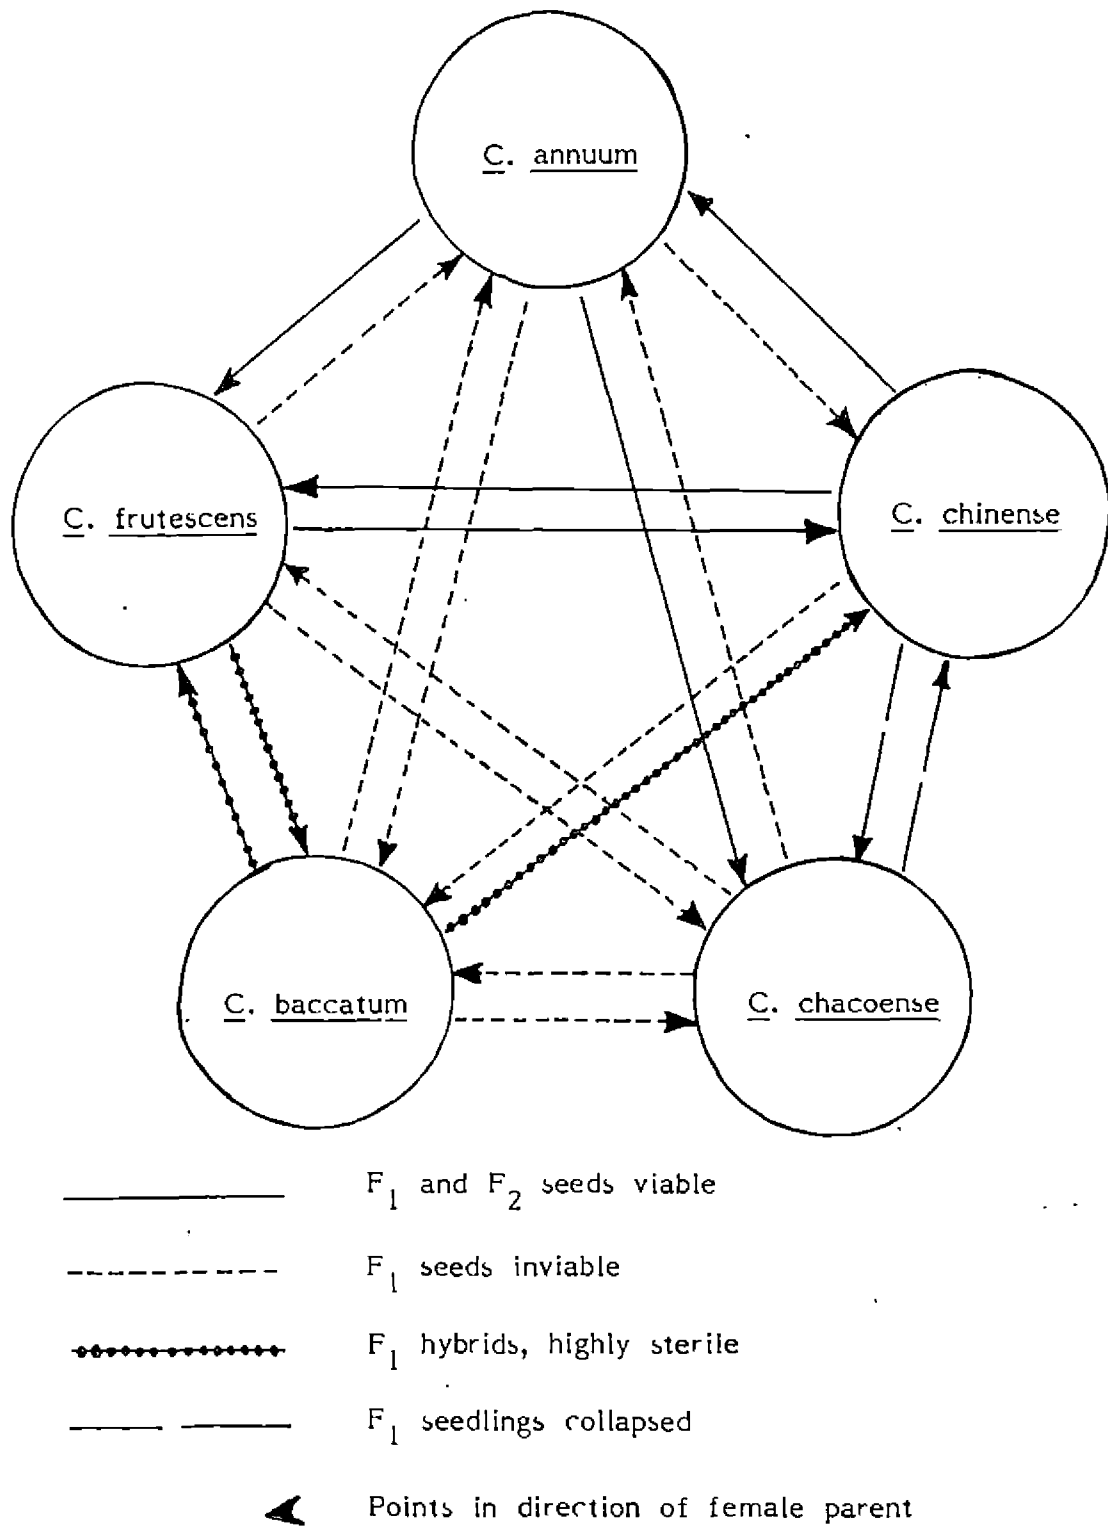 C. annuum
C. frutescens
C. chinense
C. baccatum
C. chacoense
F1 and F2 seeds viable
F1 seeds inviable
F1 hybrids, highly sterile
F1 seedlings collapsed
Points in direction of female parent